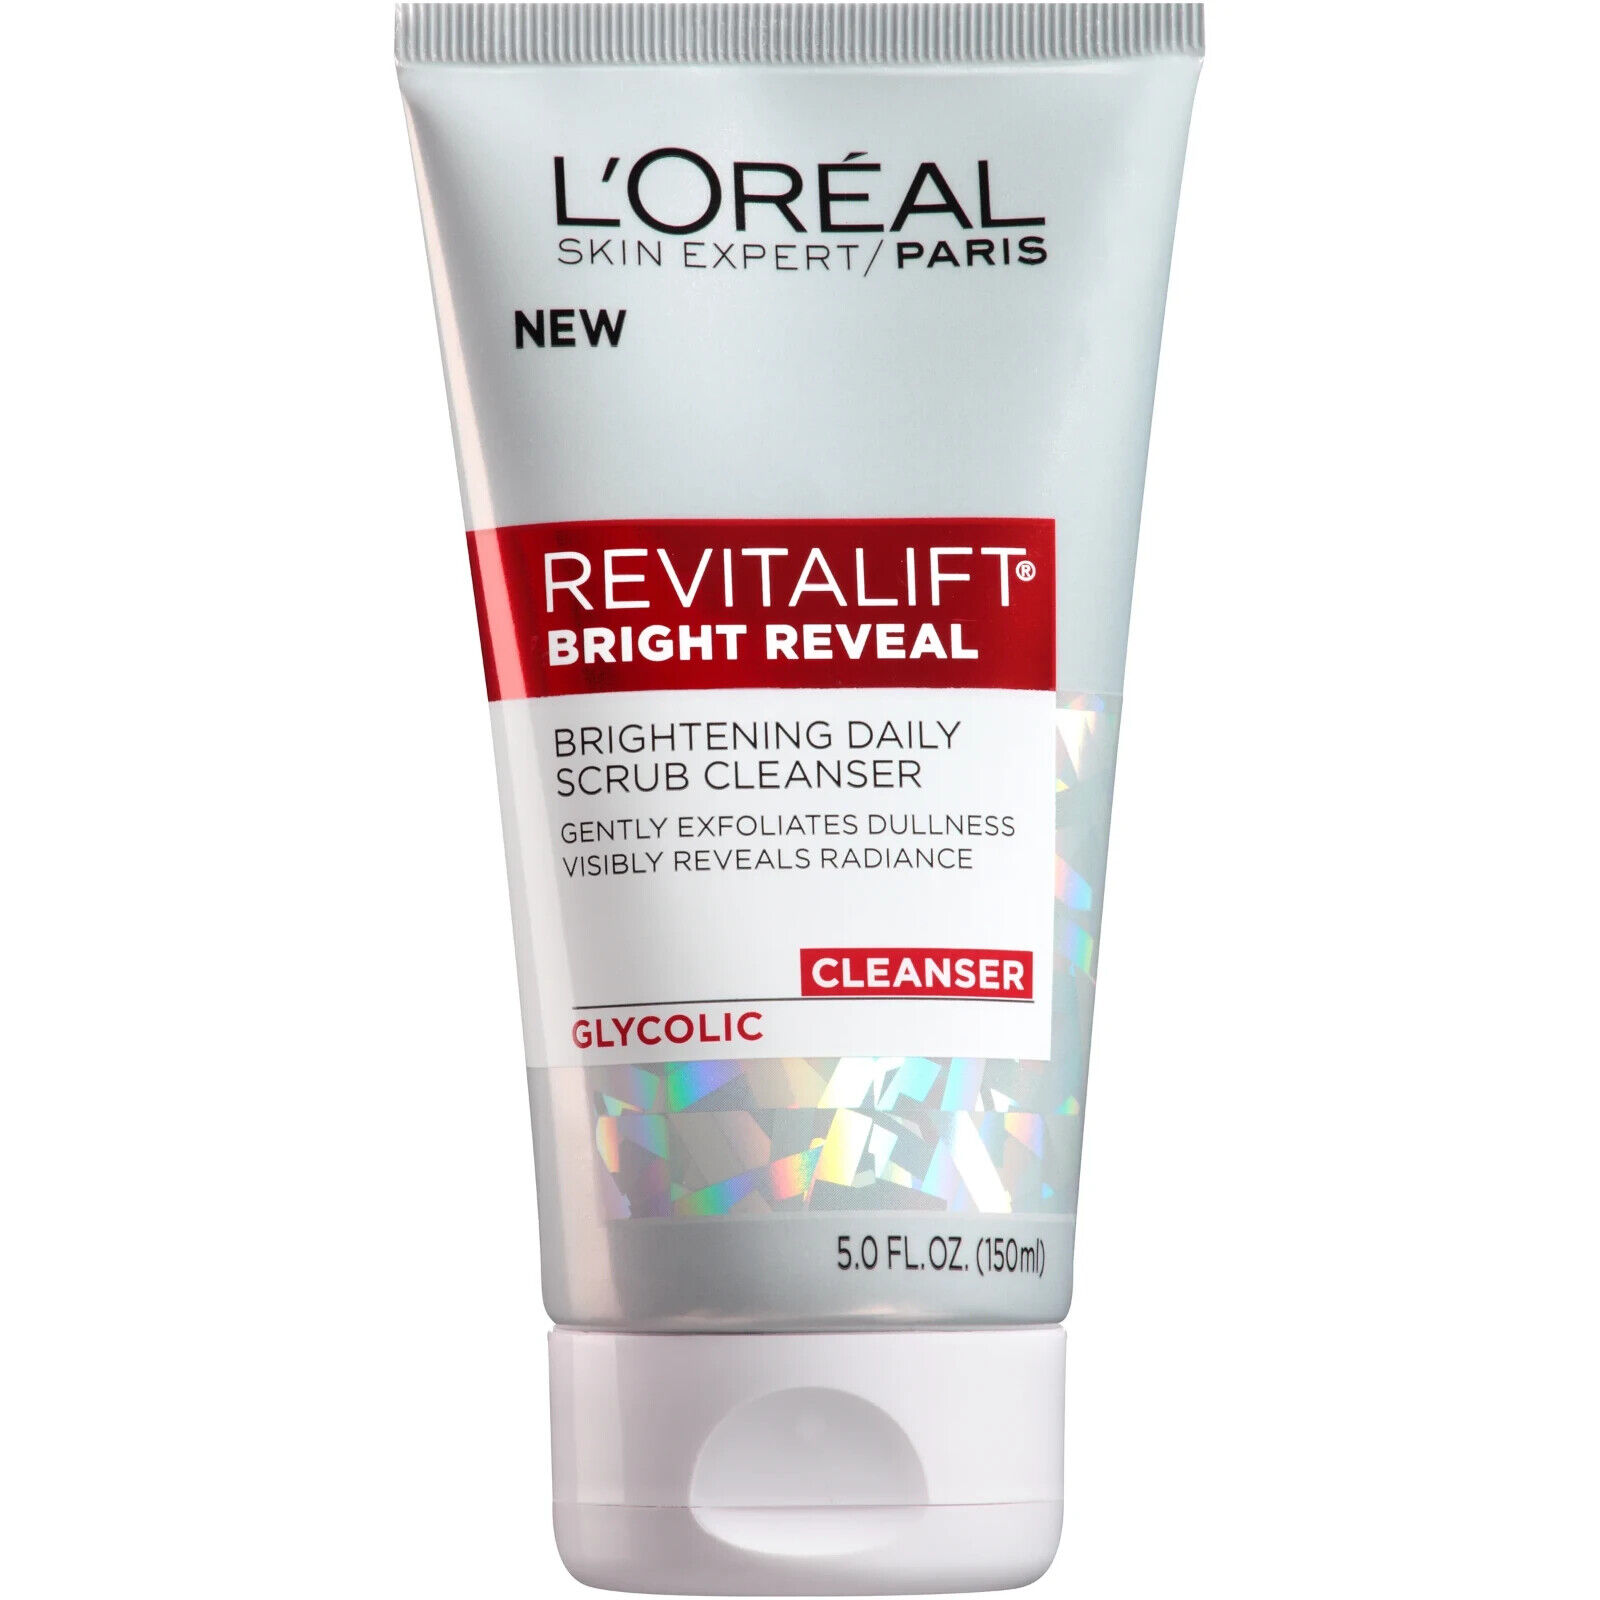 L'ORÉAL
SKIN EXPERT/PARIS
NEW
REVITALIFT®
BRIGHT REVEAL
BRIGHTENING DAILY
SCRUB CLEANSER
GENTLY EXFOLIATES DULLNESS
VISIBLY REVEALS RADIANCE
CLEANSER
GLYCOLIC
5.0 FL.OZ. (150ml)